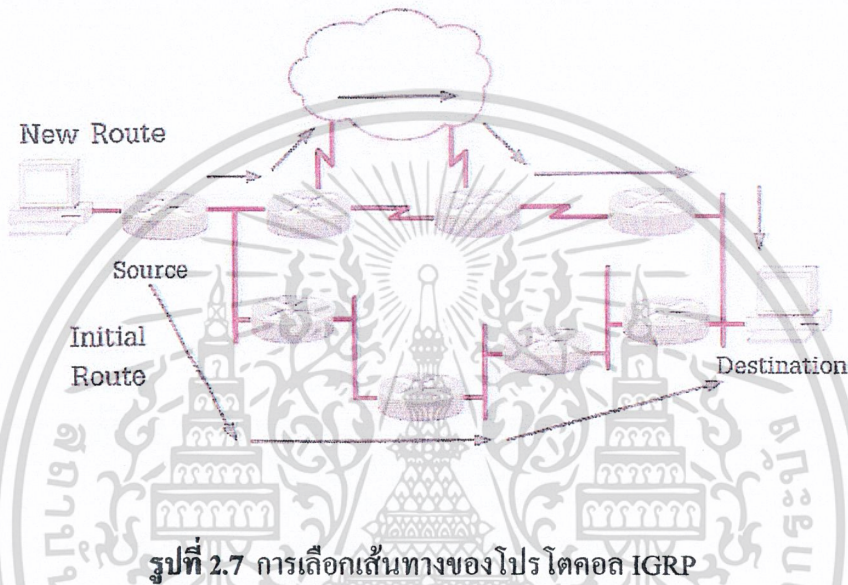 New Route
Source
Initial
Route
Destination
รูปที่ 2.7 การเลือกเส้นทางของโปรโตคอล IGRP